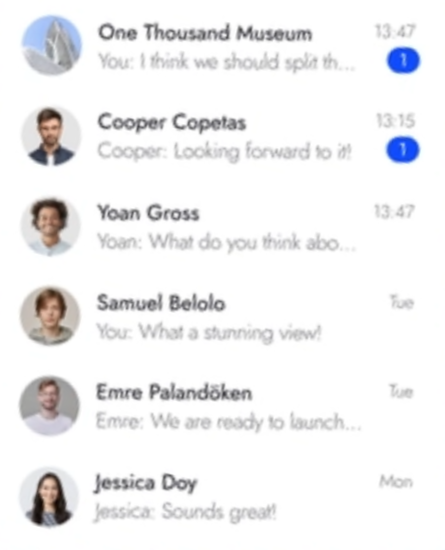 One Thousand Museum 13:47
You: I think we should split th... 1
Cooper Copetas 13:15
Cooper: Looking forward to it! 1
Yoan Gross 13:47
Yoan: What do you think abo...
Samuel Belolo Tue
You: What a stunning view!
Emre Palandöken Tue
Emre: We are ready to launch...
Jessica Doy Mon
Jessica: Sounds great!